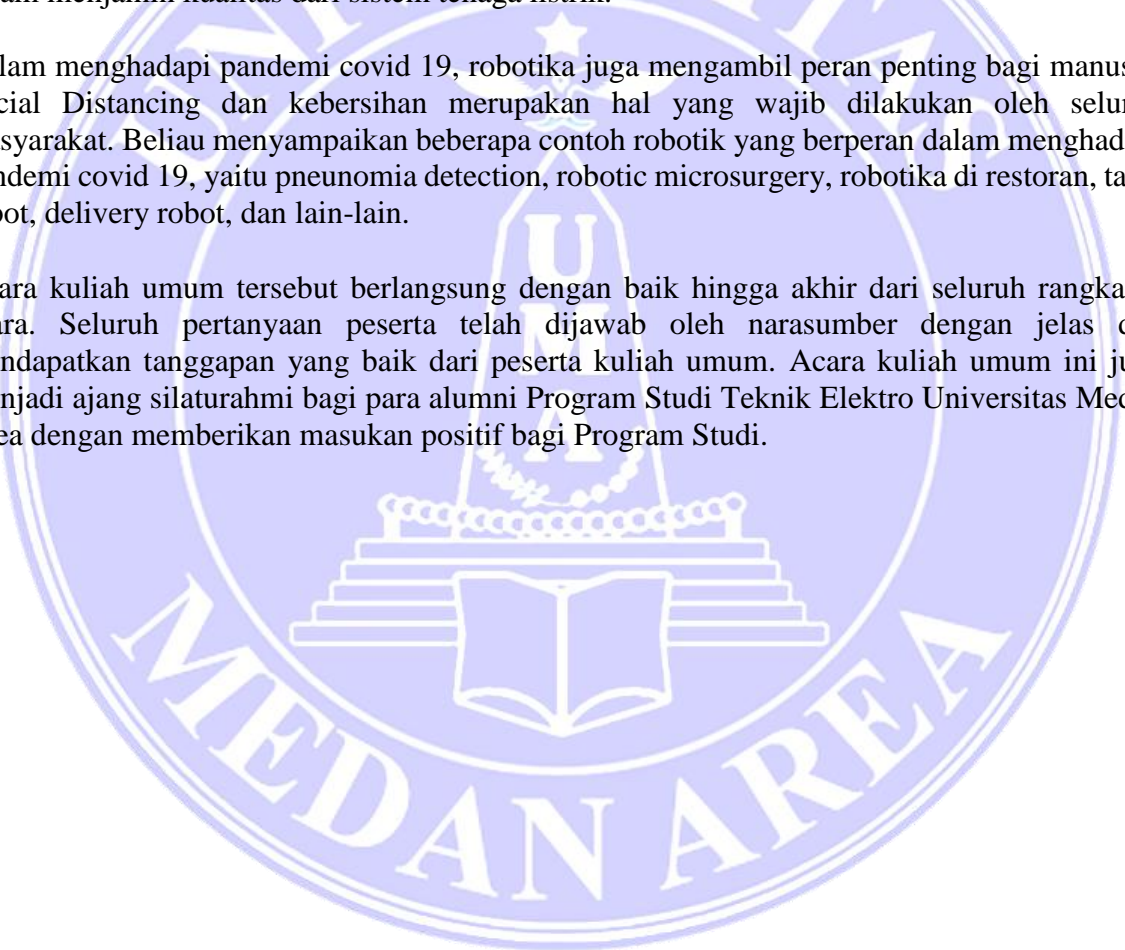 menjamin kualitas dari sistem tenaga listrik.
lam menghadapi pandemi covid 19, robotika juga mengambil peran penting bagi manus
cial Distancing dan kebersihan merupakan hal yang wajib dilakukan oleh selur
syarakat. Beliau menyampaikan beberapa contoh robotik yang berperan dalam menghad
ndemi covid 19, yaitu pneunomia detection, robotic microsurgery, robotika di restoran, ta
bot, delivery robot, dan lain-lain.
ara kuliah umum tersebut berlangsung dengan baik hingga akhir dari seluruh rangka
ara. Seluruh pertanyaan peserta telah dijawab oleh narasumber dengan jelas d
ndapatkan tanggapan yang baik dari peserta kuliah umum. Acara kuliah umum ini ju
njadi ajang silaturahmi bagi para alumni Program Studi Teknik Elektro Universitas Med
ea dengan memberikan masukan positif bagi Program Studi.
UMA
MEDAN AREA